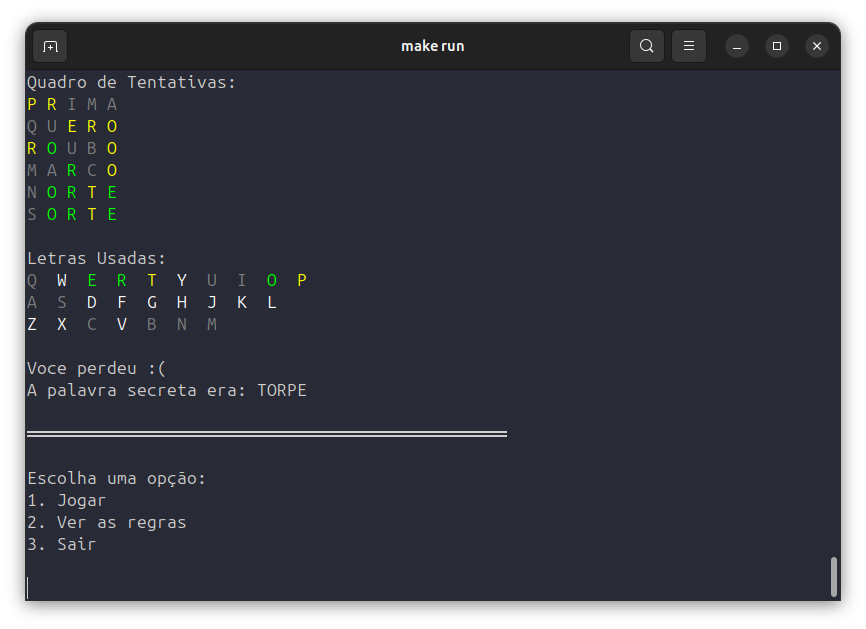 make run
Quadro de Tentativas:
P R I M A
Q U E R O
R O U B O
M A R C O
N O R T E
S O R T E
Letras Usadas:
Q W E R T Y U I O P
A S D F G H J K L
Z X C V B N M
Voce perdeu :(
A palavra secreta era: TORPE
Escolha uma opção:
1. Jogar
2. Ver as regras
3. Sair